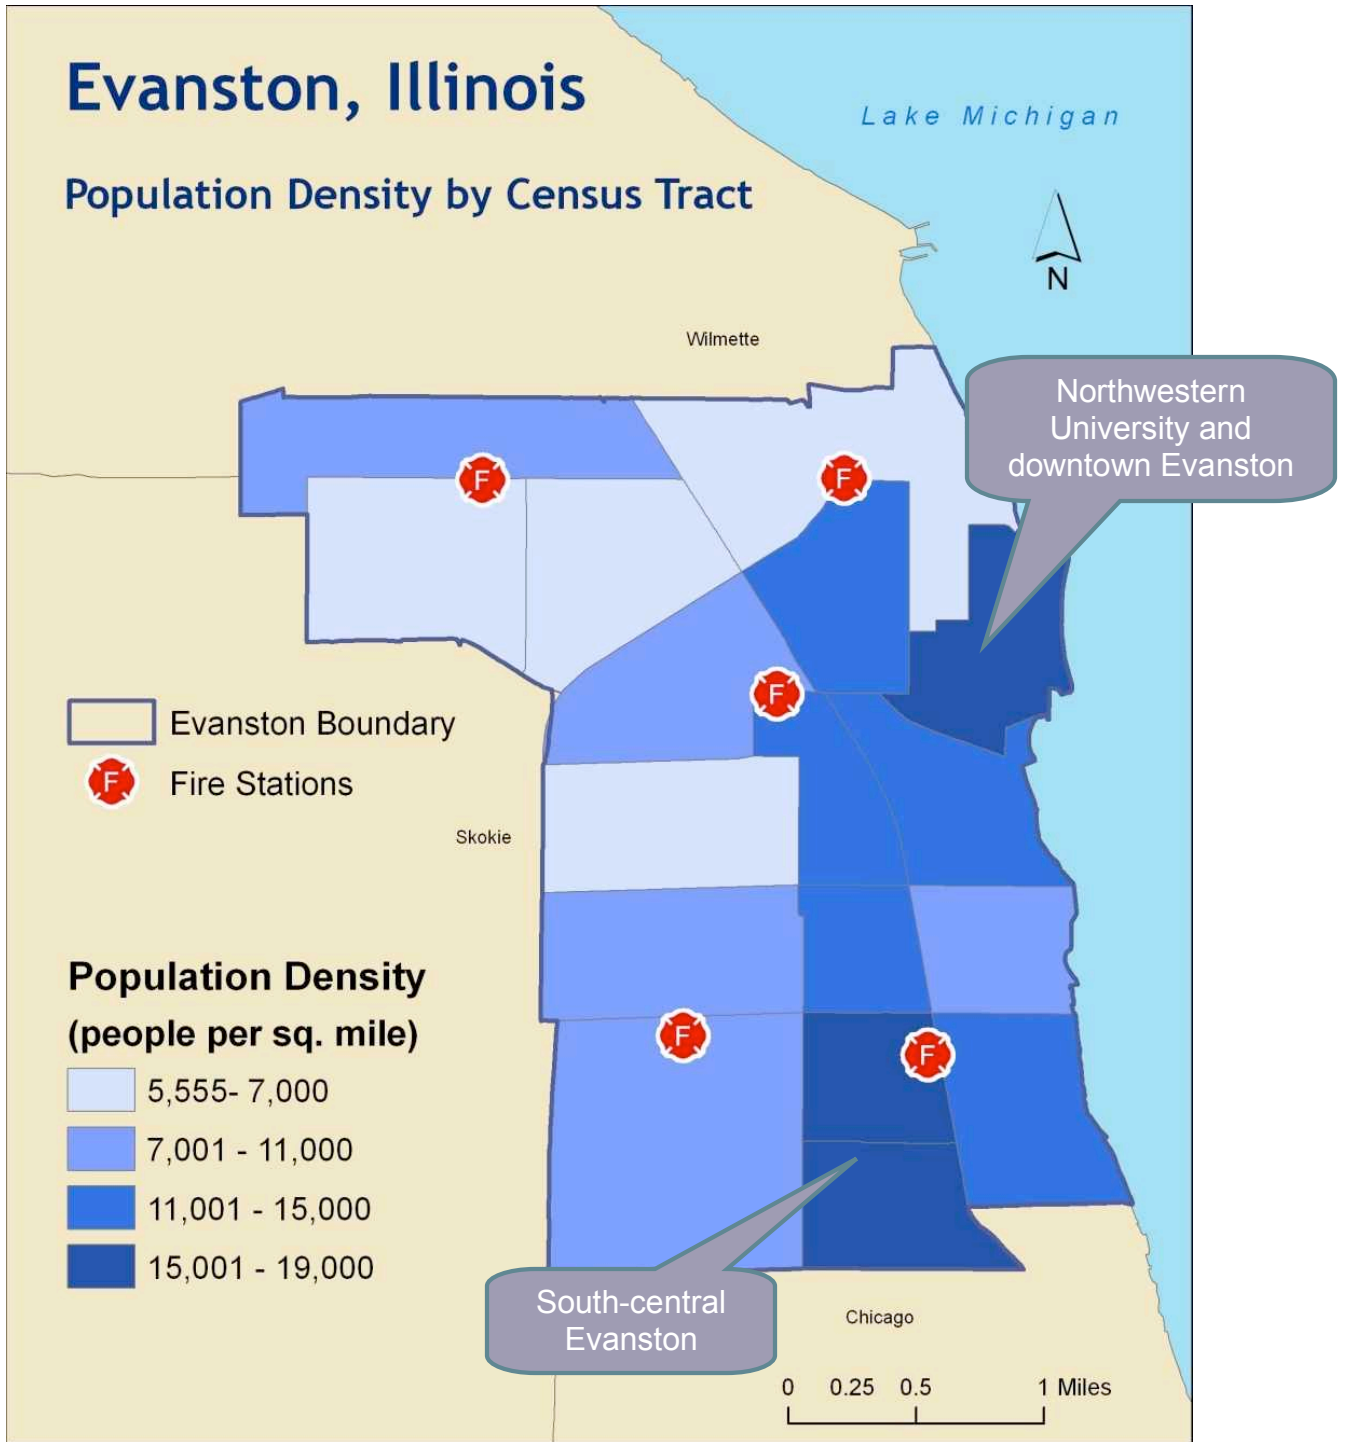 Evanston, Illinois
Population Density by Census Tract
Lake Michigan
N
Wilmette
Northwestern
University and
downtown Evanston
F
F
F
Evanston Boundary
F
Fire Stations
Skokie
Population Density
(people per sq. mile)
F
F
5,555- 7,000
7,001 - 11,000
11,001 - 15,000
15,001 - 19,000
South-central
Evanston
Chicago
0 0.25 0.5 1 Miles